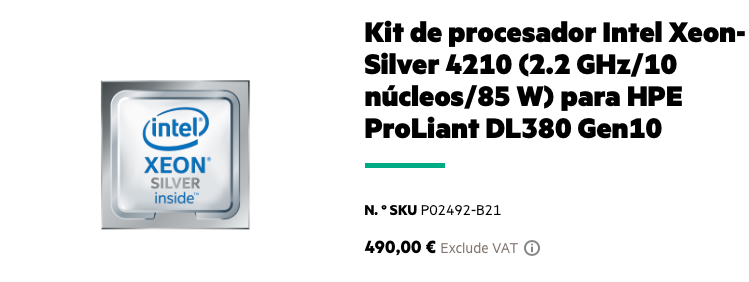 Kit de procesador Intel Xeon-
Silver 4210 (2.2 GHz/10
núcleos/85 W) para HPE
ProLiant DL380 Gen10
intel®
XEON®
SILVER
inside™
N. º SKU P02492-B21
490,00 € Exclude VAT